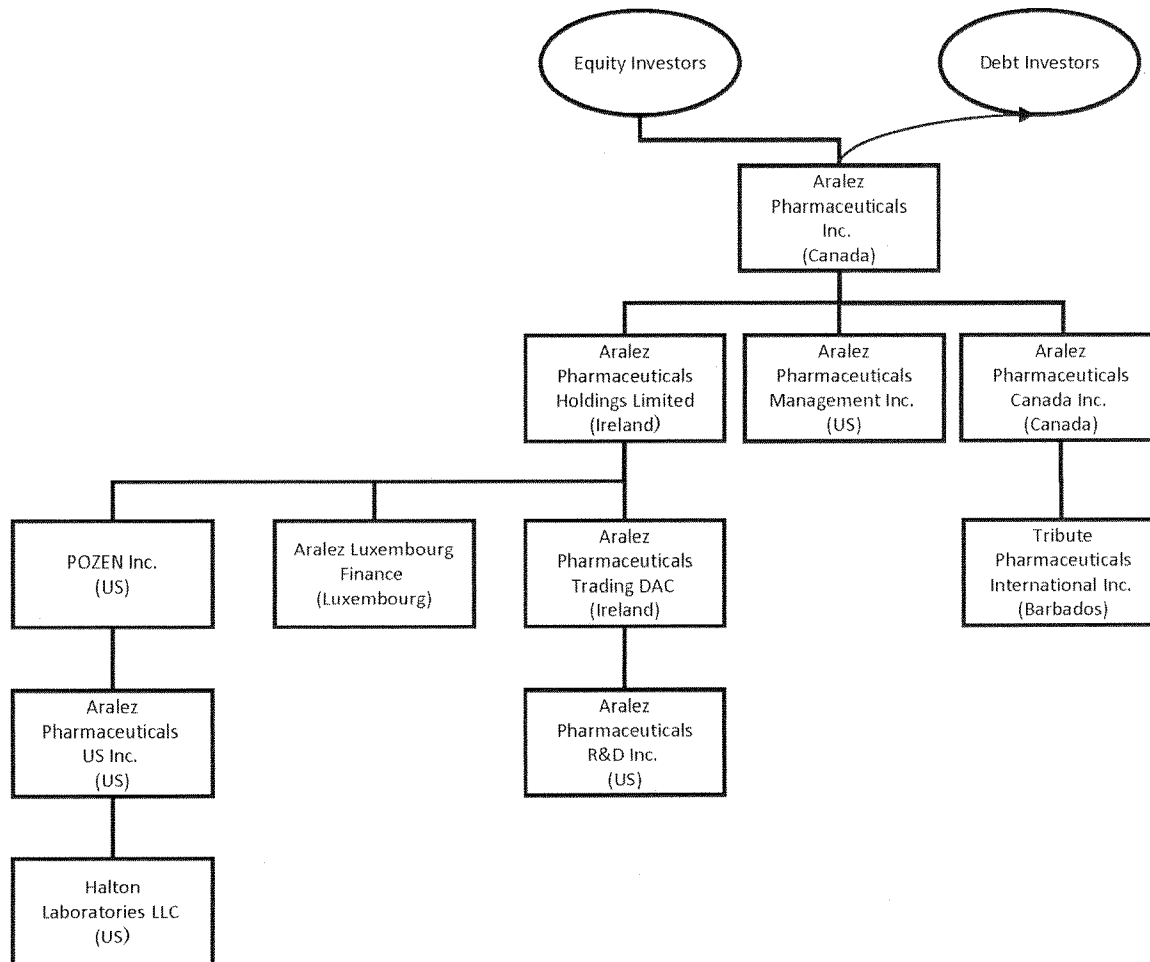 Equity Investors
Debt Investors
Aralez
Pharmaceuticals
Inc.
(Canada)
Aralez
Pharmaceuticals
Holdings Limited
(Ireland)
Aralez
Pharmaceuticals
Management Inc.
(US)
Aralez
Pharmaceuticals
Canada Inc.
(Canada)
POZEN Inc.
(US)
Aralez Luxembourg
Finance
(Luxembourg)
Aralez
Pharmaceuticals
Trading DAC
(Ireland)
Tribute
Pharmaceuticals
International Inc.
(Barbados)
Aralez
Pharmaceuticals
US Inc.
(US)
Aralez
Pharmaceuticals
R&D Inc.
(US)
Halton
Laboratories LLC
(US)